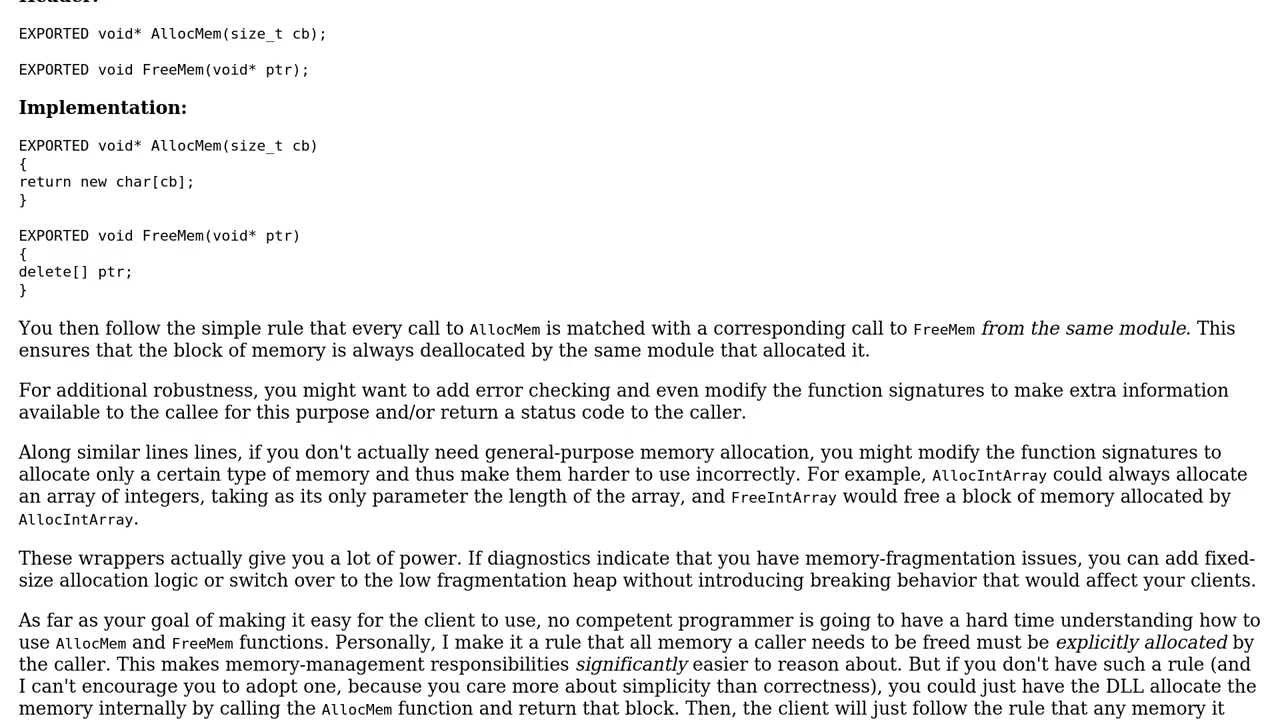 Header:
EXPORTED void* AllocMem(size_t cb);
EXPORTED void FreeMem(void* ptr);
Implementation:
EXPORTED void* AllocMem(size_t cb)
{
return new char[cb];
}
EXPORTED void FreeMem(void* ptr)
{
delete[] ptr;
}
You then follow the simple rule that every call to AllocMem is matched with a corresponding call to FreeMem from the same module. This
ensures that the block of memory is always deallocated by the same module that allocated it.
For additional robustness, you might want to add error checking and even modify the function signatures to make extra information
available to the callee for this purpose and/or return a status code to the caller.
Along similar lines lines, if you don't actually need general-purpose memory allocation, you might modify the function signatures to
allocate only a certain type of memory and thus make them harder to use incorrectly. For example, AllocIntArray could always allocate
an array of integers, taking as its only parameter the length of the array, and FreeIntArray would free a block of memory allocated by
AllocIntArray.
These wrappers actually give you a lot of power. If diagnostics indicate that you have memory-fragmentation issues, you can add fixed-
size allocation logic or switch over to the low fragmentation heap without introducing breaking behavior that would affect your clients.
As far as your goal of making it easy for the client to use, no competent programmer is going to have a hard time understanding how to
use AllocMem and FreeMem functions. Personally, I make it a rule that all memory a caller needs to be freed must be explicitly allocated by
the caller. This makes memory-management responsibilities significantly easier to reason about. But if you don't have such a rule (and
I can't encourage you to adopt one, because you care more about simplicity than correctness), you could just have the DLL allocate the
memory internally by calling the AllocMem function and return that block. Then, the client will just follow the rule that any memory it